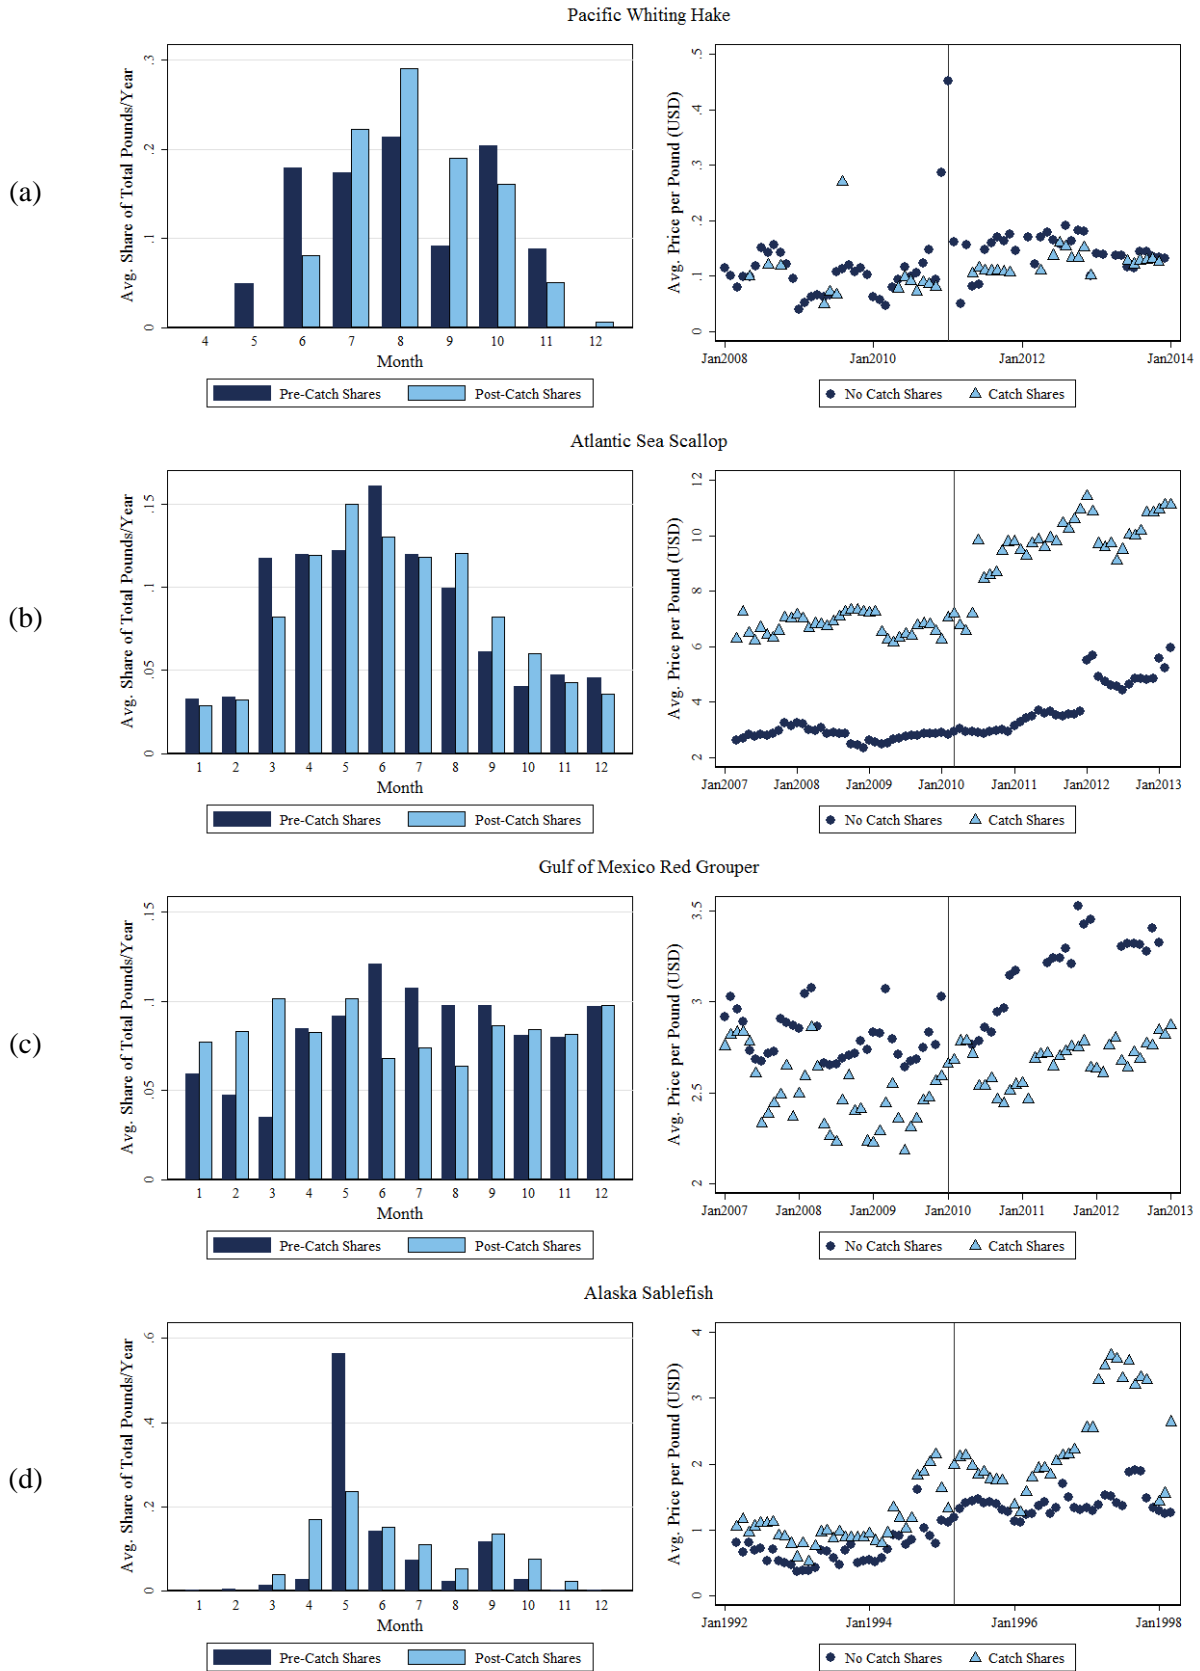 Pacific Whiting Hake
(a)
Avg. Share of Total Pounds/Year
0 .1 .2 .3
4 5 6 7 8 9 10 11 12
Month
Pre-Catch Shares Post-Catch Shares
Avg. Price per Pound (USD)
0 .1 .2 .3 .4 .5
Jan2008 Jan2010 Jan2012 Jan2014
No Catch Shares Catch Shares
Atlantic Sea Scallop
(b)
Avg. Share of Total Pounds/Year
0 .05 .1 .15
1 2 3 4 5 6 7 8 9 10 11 12
Month
Pre-Catch Shares Post-Catch Shares
Avg. Price per Pound (USD)
2 4 6 8 10 12
Jan2007 Jan2008 Jan2009 Jan2010 Jan2011 Jan2012 Jan2013
No Catch Shares Catch Shares
Gulf of Mexico Red Grouper
(c)
Avg. Share of Total Pounds/Year
0 .05 .1 .15
1 2 3 4 5 6 7 8 9 10 11 12
Month
Pre-Catch Shares Post-Catch Shares
Avg. Price per Pound (USD)
2 2.5 3 3.5
Jan2007 Jan2008 Jan2009 Jan2010 Jan2011 Jan2012 Jan2013
No Catch Shares Catch Shares
Alaska Sablefish
(d)
Avg. Share of Total Pounds/Year
0 .2 .4 .6
1 2 3 4 5 6 7 8 9 10 11 12
Month
Pre-Catch Shares Post-Catch Shares
Avg. Price per Pound (USD)
0 1 2 3 4
Jan1992 Jan1994 Jan1996 Jan1998
No Catch Shares Catch Shares